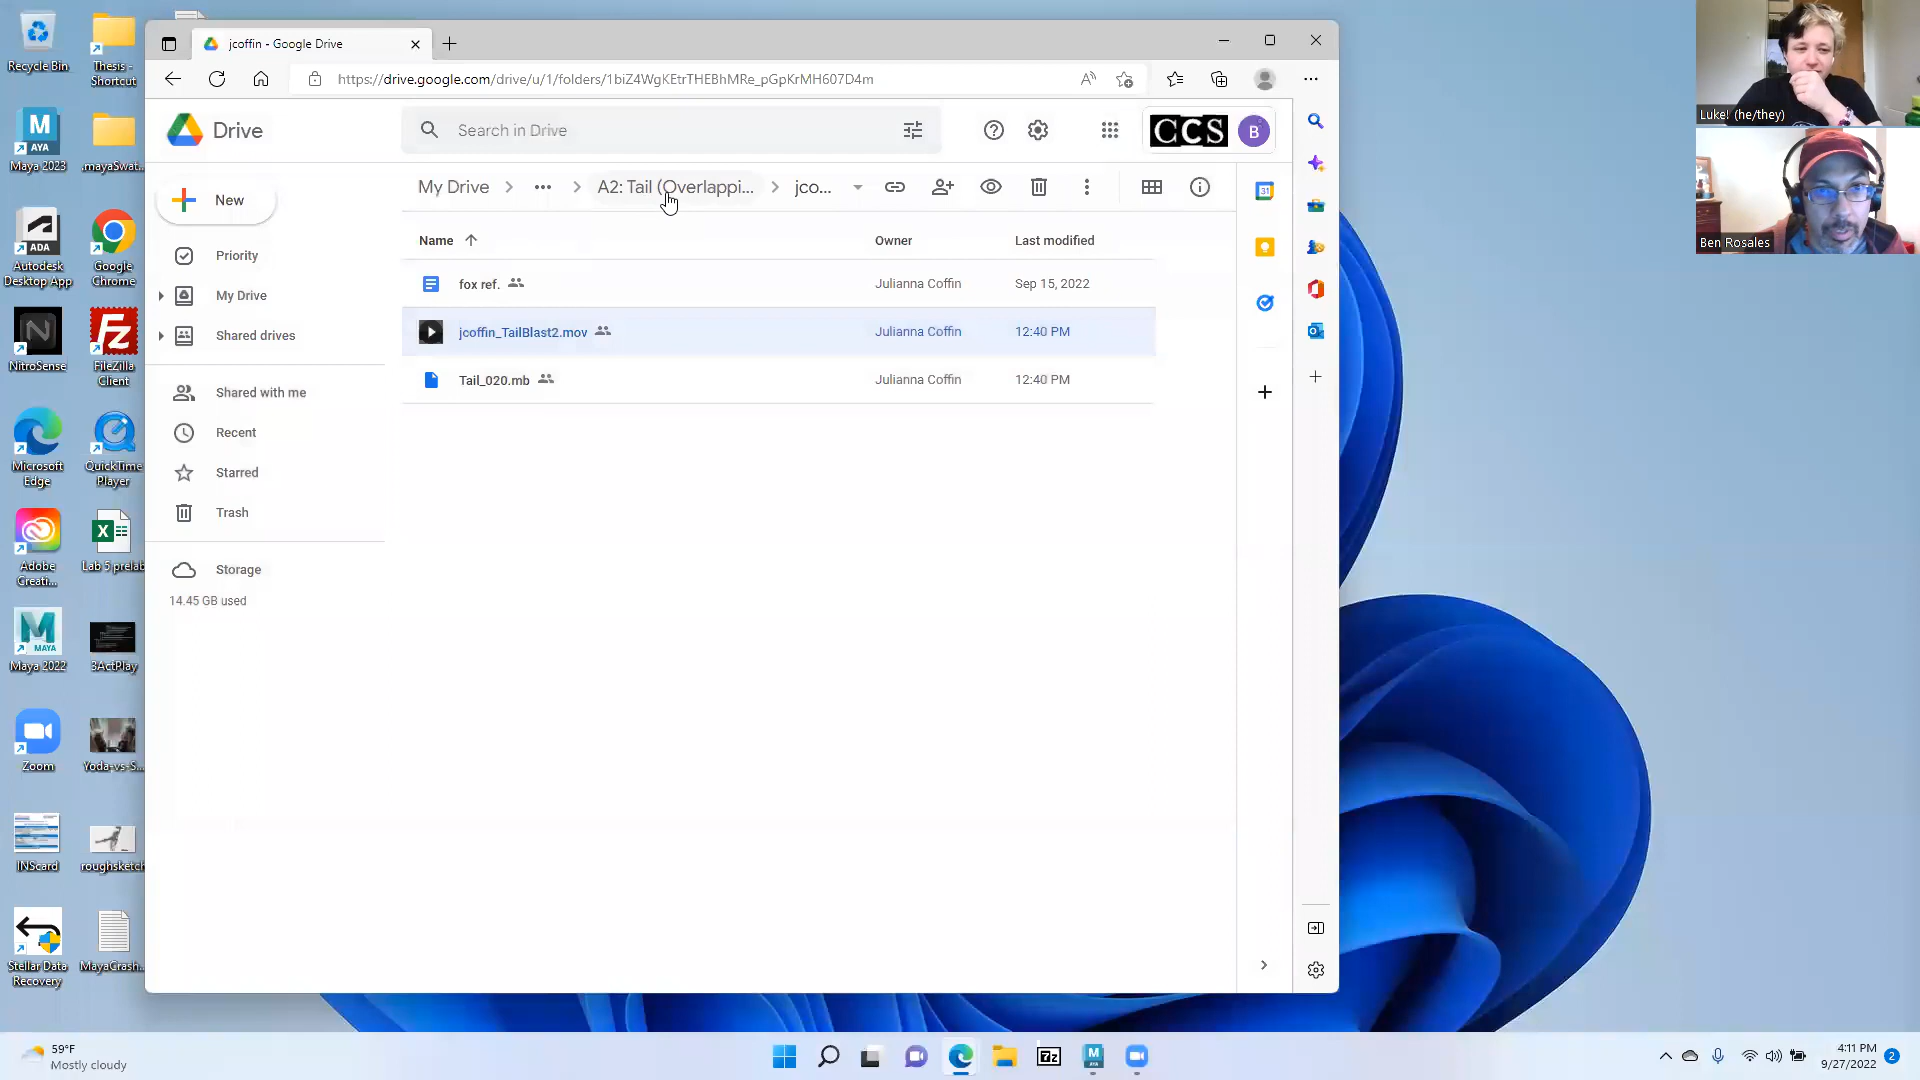 Recycle Bin
Thesis -
Shortcut
M
AYA
Maya 2023
.mayaSwat...
ADA
Autodesk
Desktop App
Google
Chrome
NitroSense
FileZilla
Client
Microsoft
Edge
QuickTime
Player
Adobe
Creati...
Lab 5 prelab
M
MAYA
Maya 2022
3ActPlay
Zoom
Yoda-vs-S...
INScard
roughsketch
Stellar Data
Recovery
MayaCrash...
jcoffin - Google Drive
https://drive.google.com/drive/u/1/folders/1biZ4WgKEtrTHEBhMRe_pGpKrMH607D4m
Drive
Search in Drive
CCS
B
New
My Drive
A2: Tail (Overlappi...
jco...
Priority
My Drive
Shared drives
Shared with me
Recent
Starred
Trash
Storage
14.45 GB used
Name
Owner
Last modified
fox ref.
Julianna Coffin
Sep 15, 2022
jcoffin_TailBlast2.mov
Julianna Coffin
12:40 PM
Tail_020.mb
Julianna Coffin
12:40 PM
31
Luke! (he/they)
Ben Rosales
59°F
Mostly cloudy
7z
M
4:11 PM
9/27/2022
2